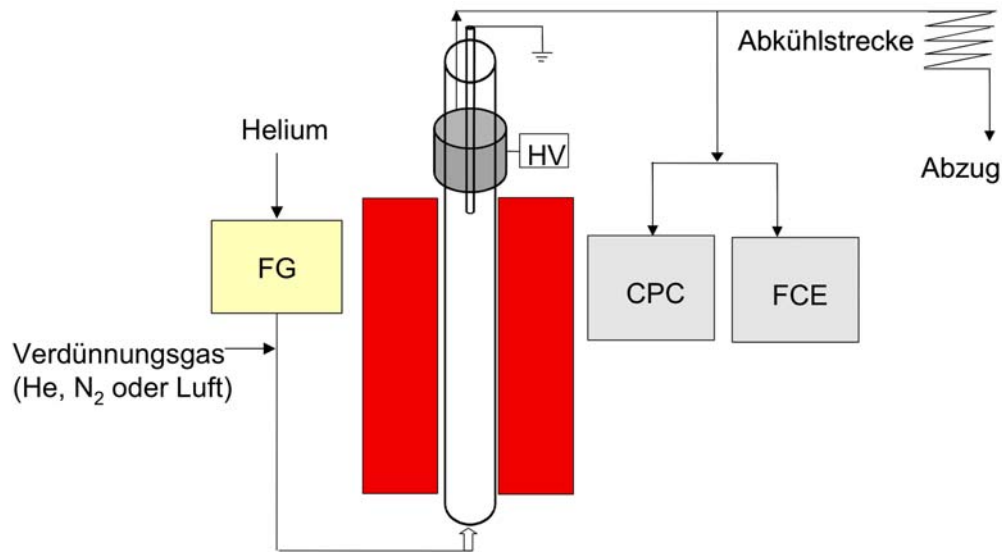 Abkühlstrecke
Helium
HV
Abzug
FG
CPC
FCE
Verdünnungsgas
(He, N₂ oder Luft)